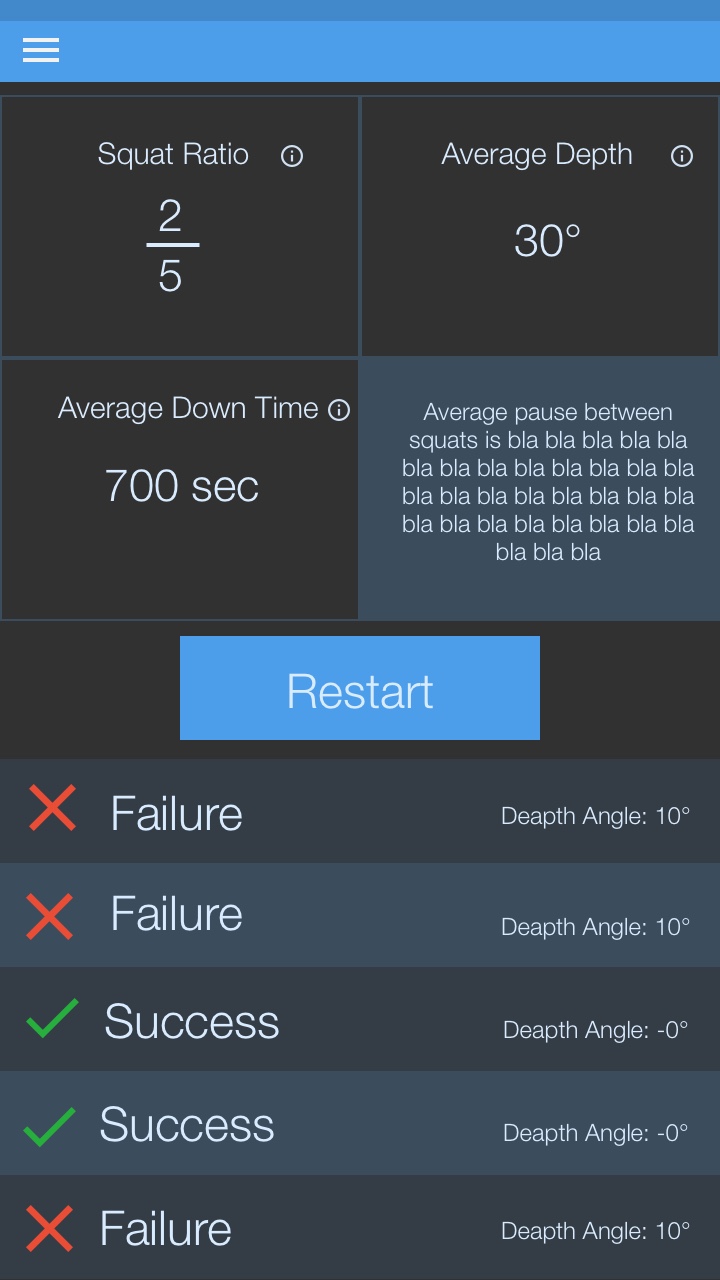 Squat Ratio
2
5
Average Depth
30°
Average Down Time
700 sec
Average pause between
squats is bla bla bla bla bla
bla bla bla bla bla bla bla bla
bla bla bla bla bla bla bla bla
bla bla bla bla bla bla bla bla
bla bla bla
Restart
Failure
Deapth Angle: 10°
Failure
Deapth Angle: 10°
Success
Deapth Angle: -0°
Success
Deapth Angle: -0°
Failure
Deapth Angle: 10°